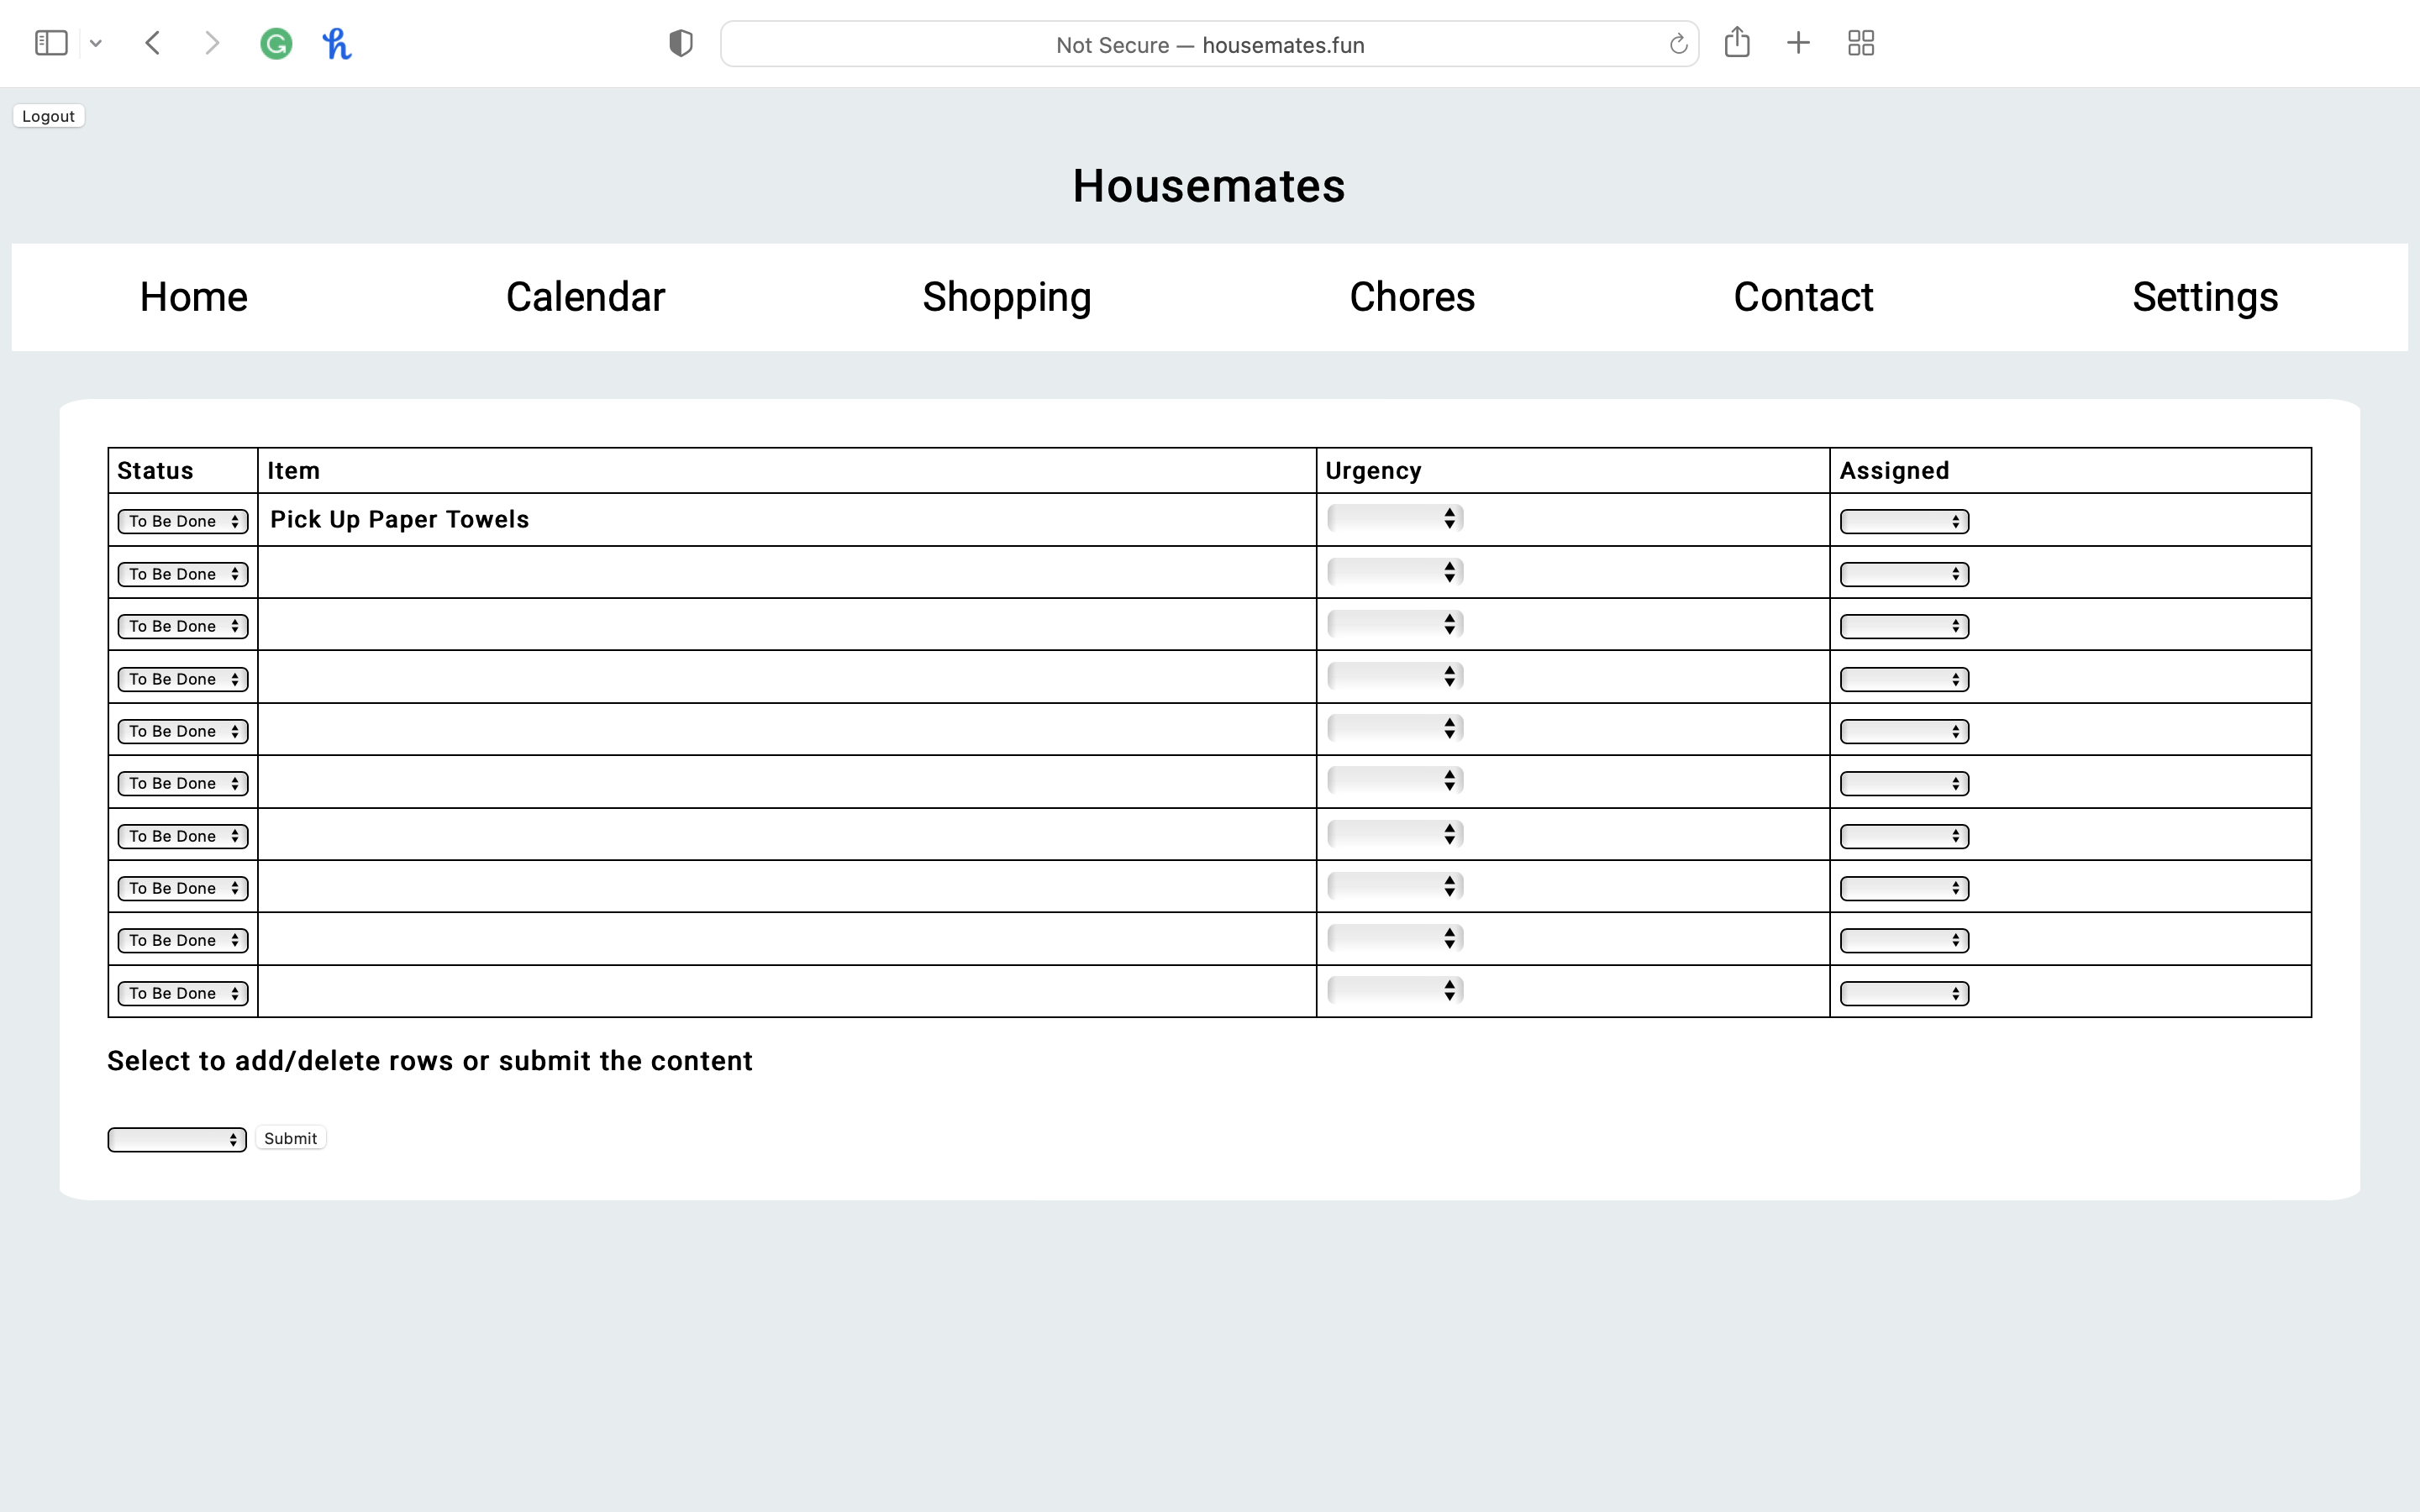 Not Secure — housemates.fun
Logout
Housemates
Home Calendar Shopping Chores Contact Settings
Status Item Urgency Assigned
To Be Done Pick Up Paper Towels
To Be Done
To Be Done
To Be Done
To Be Done
To Be Done
To Be Done
To Be Done
To Be Done
To Be Done
Select to add/delete rows or submit the content
Submit